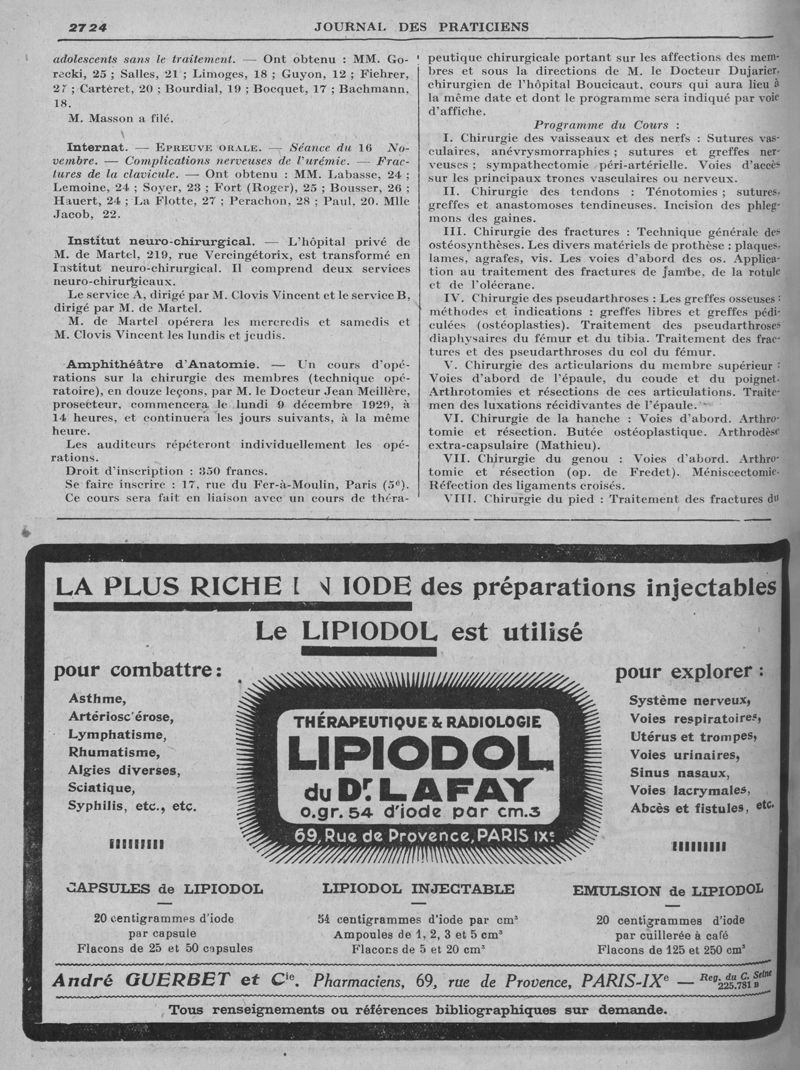 2724
JOURNAL DES PRATICIENS
adolescents sans le traitement. — Ont obtenu : MM. Go-
recki, 25 ; Salles, 21 ; Limoges, 18 ; Guyon, 12 ; Fichrer,
27 ; Carteret, 20 ; Bourdial, 19 ; Bocquet, 17 ; Bachmann,
18.
M. Masson a filé.
Internat. — EPREUVE ORALE. — Séance du 16 No-
vembre. — Complications nerveuses de l'urémie. — Frac-
tures de la clavicule. — Ont obtenu : MM. Labasse, 24 ;
Lemoine, 24 ; Soyer, 23 ; Fort (Roger), 25 ; Bousser, 26 ;
Hauert, 24 ; La Flotte, 27 ; Perachon, 28 ; Paul, 20. Mlle
Jacob, 22.
Institut neuro-chirurgical. — L'hôpital privé de
M. de Martel, 219, rue Vercingétorix, est transformé en
Institut neuro-chirurgical. Il comprend deux services
neuro-chirurgicaux.
Le service A, dirigé par M. Clovis Vincent et le service B,
dirigé par M. de Martel.
M. de Martel opérera les mercredis et samedis et
M. Clovis Vincent les lundis et jeudis.
Amphithéâtre d'Anatomie. — Un cours d'opé-
rations sur la chirurgie des membres (technique opé-
ratoire), en douze leçons, par M. le Docteur Jean Meillère,
prosecteur, commencera le lundi 9 décembre 1929, à
14 heures, et continuera les jours suivants, à la même
heure.
Les auditeurs répéteront individuellement les opé-
rations.
Droit d'inscription : 350 francs.
Se faire inscrire : 17, rue du Fer-à-Moulin, Paris (5e).
Ce cours sera fait en liaison avec un cours de théra-
peutique chirurgicale portant sur les affections des mem-
bres et sous la directions de M. le Docteur Dujarier,
chirurgien de l'hôpital Boucicaut, cours qui aura lieu à
la même date et dont le programme sera indiqué par voie
d'affiche.
Programme du Cours :
I. Chirurgie des vaisseaux et des nerfs : Sutures vas-
culaires, anévrysmorraphies ; sutures et greffes ner-
veuses ; sympathectomie péri-artérielle. Voies d'accès
sur les principaux troncs vasculaires ou nerveux.
II. Chirurgie des tendons : Ténotomies ; sutures,
greffes et anastomoses tendineuses. Incision des phleg-
mons des gaines.
III. Chirurgie des fractures : Technique générale des
ostéosynthèses. Les divers matériels de prothèse : plaques,
lames, agrafes, vis. Les voies d'abord des os. Applica-
tion au traitement des fractures de jambe, de la rotule
et de l'olécrane.
IV. Chirurgie des pseudarthroses : Les greffes osseuses :
méthodes et indications : greffes libres et greffes pédi-
culées (ostéoplasties). Traitement des pseudarthroses
diaphysaires du fémur et du tibia. Traitement des frac-
tures et des pseudarthroses du col du fémur.
V. Chirurgie des articularions du membre supérieur :
Voies d'abord de l'épaule, du coude et du poignet.
Arthrotomies et résections de ces articulations. Traite-
men des luxations récidivantes de l'épaule.
VI. Chirurgie de la hanche : Voies d'abord. Arthro-
tomie et résection. Butée ostéoplastique. Arthrodèse
extra-capsulaire (Mathieu).
VII. Chirurgie du genou : Voies d'abord. Arthro-
tomie et résection (op. de Fredet). Méniscectomie.
Réfection des ligaments croisés.
VIII. Chirurgie du pied : Traitement des fractures du
LA PLUS RICHE EN IODE des préparations injectables
Le LIPIODOL est utilisé
pour combattre :
Asthme,
Artériosclérose,
Lymphatisme,
Rhumatisme,
Algies diverses,
Sciatique,
Syphilis, etc., etc.
THÉRAPEUTIQUE & RADIOLOGIE
LIPIODOL
du Dr. LAFAY
0.gr. 54 d'iode par cm.3
69, Rue de Provence, PARIS IXe
pour explorer :
Système nerveux,
Voies respiratoires,
Utérus et trompes,
Voies urinaires,
Sinus nasaux,
Voies lacrymales,
Abcès et fistules, etc.
CAPSULES de LIPIODOL
20 centigrammes d'iode
par capsule
Flacons de 25 et 50 capsules
LIPIODOL INJECTABLE
54 centigrammes d'iode par cm³
Ampoules de 1, 2, 3 et 5 cm³
Flacons de 5 et 20 cm³
EMULSION de LIPIODOL
20 centigrammes d'iode
par cuillerée à café
Flacons de 125 et 250 cm³
André GUERBET et Cie. Pharmaciens, 69, rue de Provence, PARIS-IXe — Reg. du C. Seine 225.781 B
Tous renseignements ou références bibliographiques sur demande.